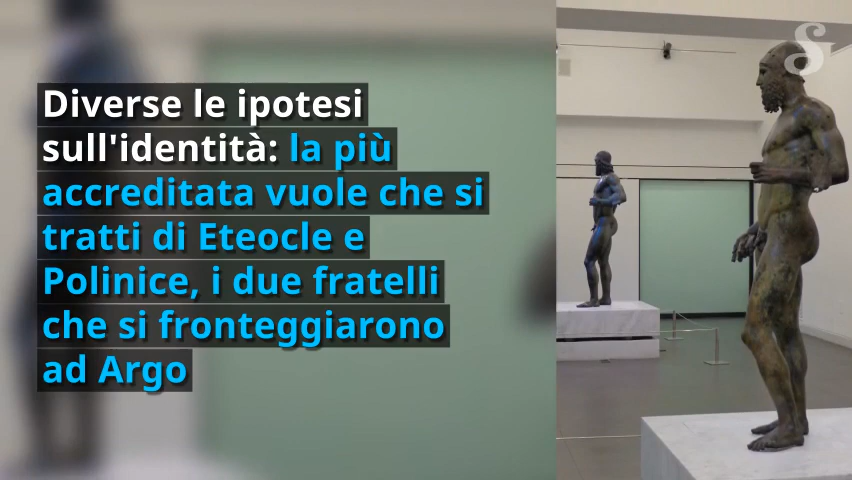 Diverse le ipotesi
sull'identità: la più
accreditata vuole che si
tratti di Eteocle e
Polinice, i due fratelli
che si fronteggiarono
ad Argo